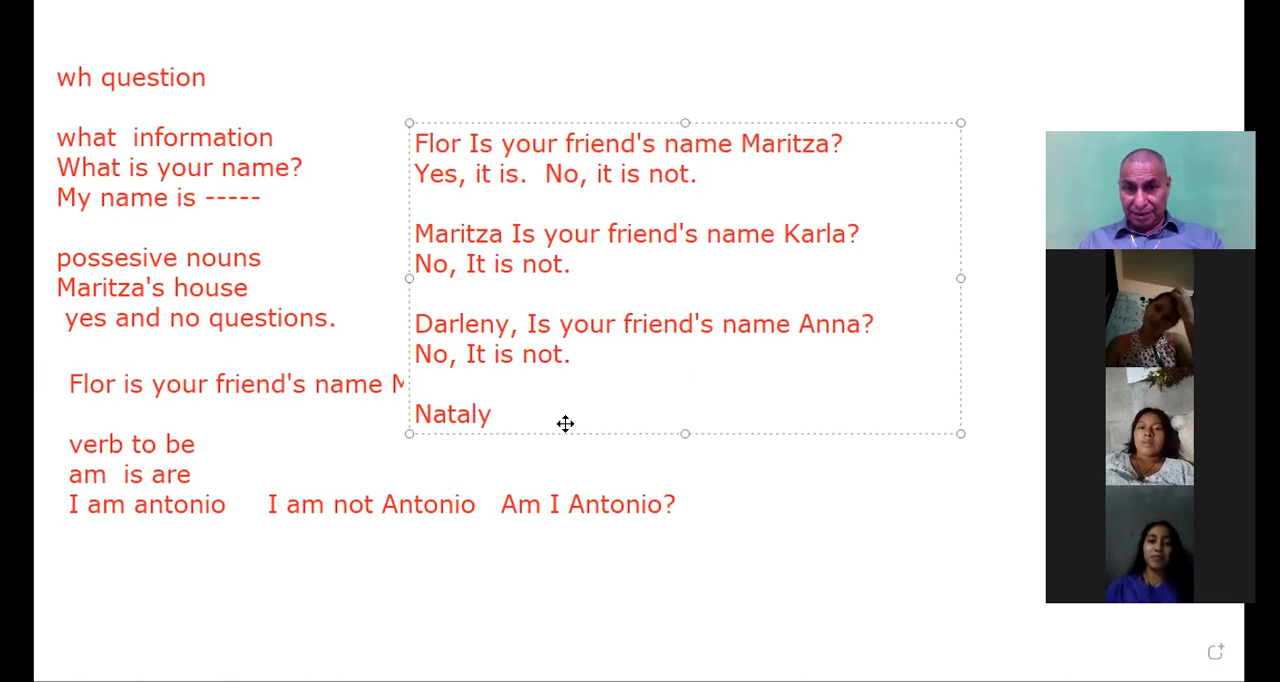 wh question
what  information
What is your name?
My name is -----
possesive nouns
Maritza's house
yes and no questions.
Flor is your friend's name
verb to be
am  is are
I am antonio     I am not Antonio   Am I Antonio?
Flor Is your friend's name Maritza?
Yes, it is.  No, it is not.
Maritza Is your friend's name Karla?
No, It is not.
Darleny, Is your friend's name Anna?
No, It is not.
Nataly